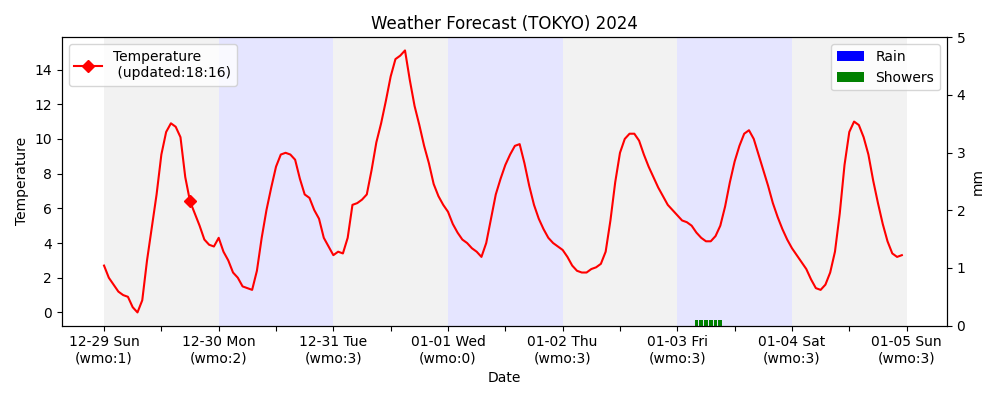 Weather Forecast (TOKYO) 2024
Temperature
(updated:18:16)
Rain
Showers
Temperature
14
12
10
8
6
4
2
0
5
4
3
2
1
0
mm
12-29 Sun
(wmo:1)
12-30 Mon
(wmo:2)
12-31 Tue
(wmo:3)
01-01 Wed
(wmo:0)
01-02 Thu
(wmo:3)
01-03 Fri
(wmo:3)
01-04 Sat
(wmo:3)
01-05 Sun
(wmo:3)
Date